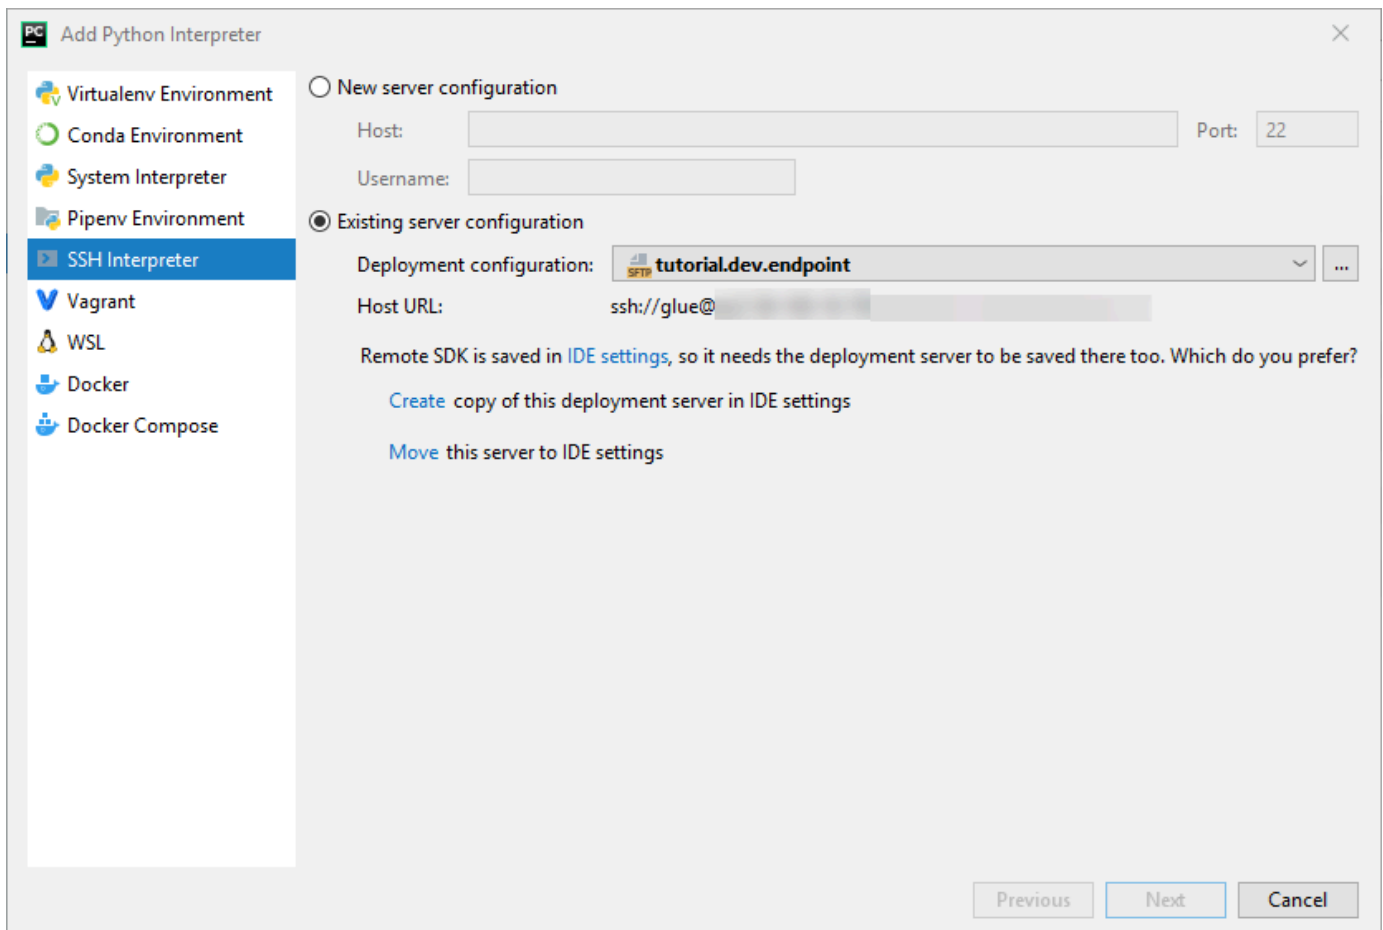 PC Add Python Interpreter
Virtualenv Environment
Conda Environment
System Interpreter
Pipenv Environment
SSH Interpreter
Vagrant
WSL
Docker
Docker Compose
New server configuration
Host: Port: 22
Username:
Existing server configuration
Deployment configuration: SFTP tutorial.dev.endpoint ...
Host URL: ssh://glue@
Remote SDK is saved in IDE settings, so it needs the deployment server to be saved there too. Which do you prefer?
Create copy of this deployment server in IDE settings
Move this server to IDE settings
Previous Next Cancel